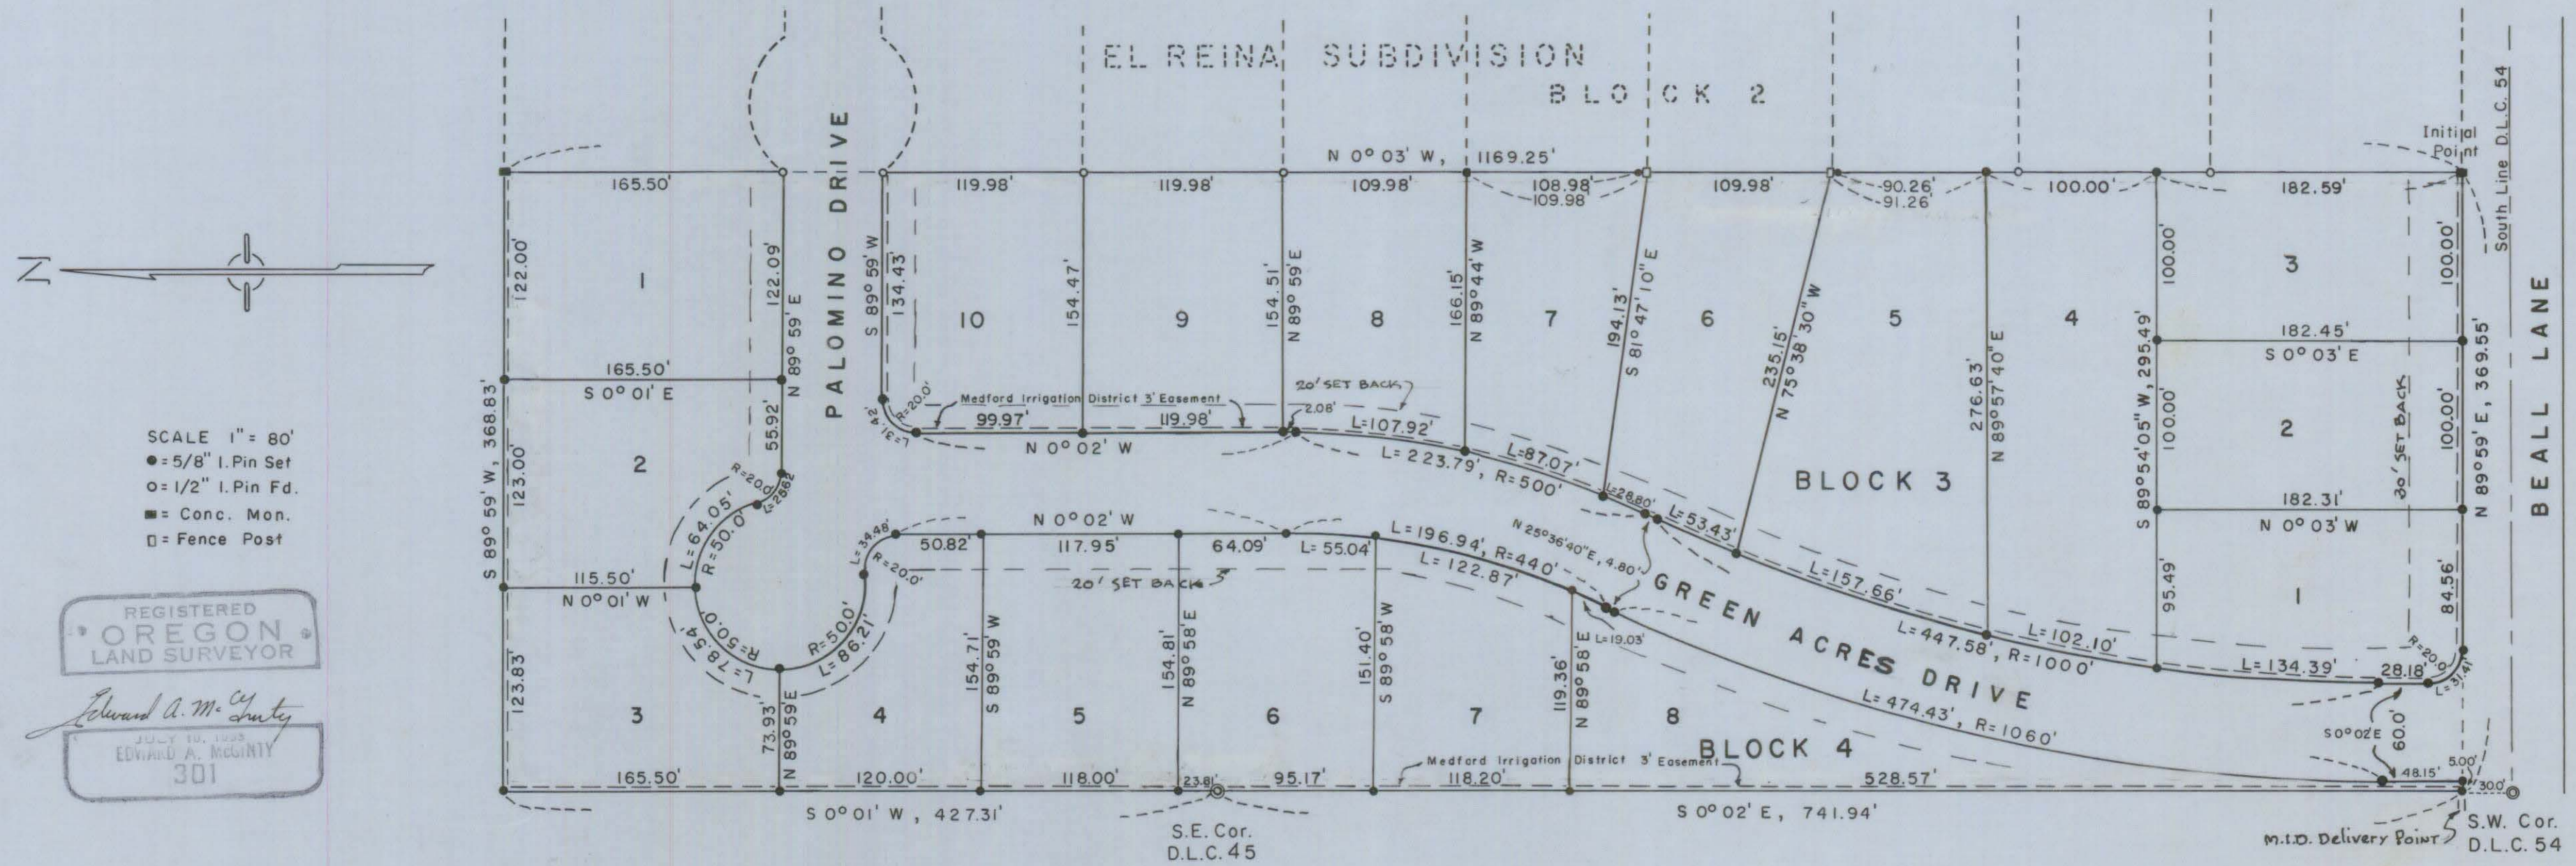 EL REINA SUBDIVISION
BLOCK 2
N 0° 03' W, 1169.25'
Initial
Point
South Line D.L.C. 54
165.50'
119.98'
119.98'
109.98'
108.98'
109.98'
109.98'
90.26'
91.26'
100.00'
182.59'
N
122.00'
1
122.09'
N 89° 59' E
PALOMINO DRIVE
S 89° 59' W
134.43'
10
154.47'
9
154.51'
N 89° 59' E
8
166.15'
N 89° 44' W
7
194.13'
S 81° 47' 10" E
6
235.15'
N 75° 38' 30" W
5
276.63'
N 89° 57' 40" E
4
S 89° 54' 05" W, 295.49'
100.00'
3
100.00'
182.45'
S 0° 03' E
N 89° 59' E, 369.55'
BEALL LANE
165.50'
S 0° 01' E
55.92'
R=20.0'
L=31.42'
Medford Irrigation District 3' Easement
20' SET BACK
99.97'
119.98'
2.08'
N 0° 02' W
L=107.92'
L=223.79', R=500'
L=87.07'
L=28.80'
L=53.43'
BLOCK 3
100.00'
2
30' SET BACK
100.00'
182.31'
N 0° 03' W
S 89° 59' W, 368.83'
123.00'
2
R=20.0'
L=25.62
L=64.05'
R=50.0'
SCALE 1" = 80'
● = 5/8" I. Pin Set
○ = 1/2" I. Pin Fd.
■ = Conc. Mon.
□ = Fence Post
L=34.48'
R=20.0'
50.82'
N 0° 02' W
117.95'
64.09'
L=55.04'
L=196.94', R=440'
L=122.87'
N 25° 36' 40" E, 4.80'
20' SET BACK
GREEN ACRES DRIVE
L=157.66'
L=447.58', R=1000'
L=102.10'
95.49'
1
84.56'
L=134.39'
28.18'
R=20.0'
L=31.41'
115.50'
N 0° 01' W
R=50.0'
L=78.54'
R=50.0'
L=86.21'
L=19.03'
L=474.43', R=1060'
S 0° 02' E
60.0'
REGISTERED
OREGON
LAND SURVEYOR
Edward A. McGinty
JULY
EDWARD A. McGINTY
301
123.83'
3
73.93'
N 89° 59' E
4
154.71'
S 89° 59' W
5
154.81'
N 89° 58' E
6
151.40'
S 89° 58' W
7
119.36'
N 89° 58' E
8
BLOCK 4
Medford Irrigation District 3' Easement
165.50'
120.00'
118.00'
23.81'
95.17'
118.20'
528.57'
48.15'
5.00'
30.0'
S 0° 01' W, 427.31'
S 0° 02' E, 741.94'
S.E. Cor.
D.L.C. 45
M.I.D. Delivery Point
S.W. Cor.
D.L.C. 54